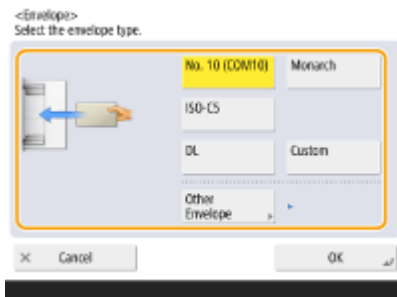 <Envelope>
Select the envelope type.
No. 10 (COM10)
Monarch
ISO-C5
DL
Custom
Other
Envelope
Cancel
OK